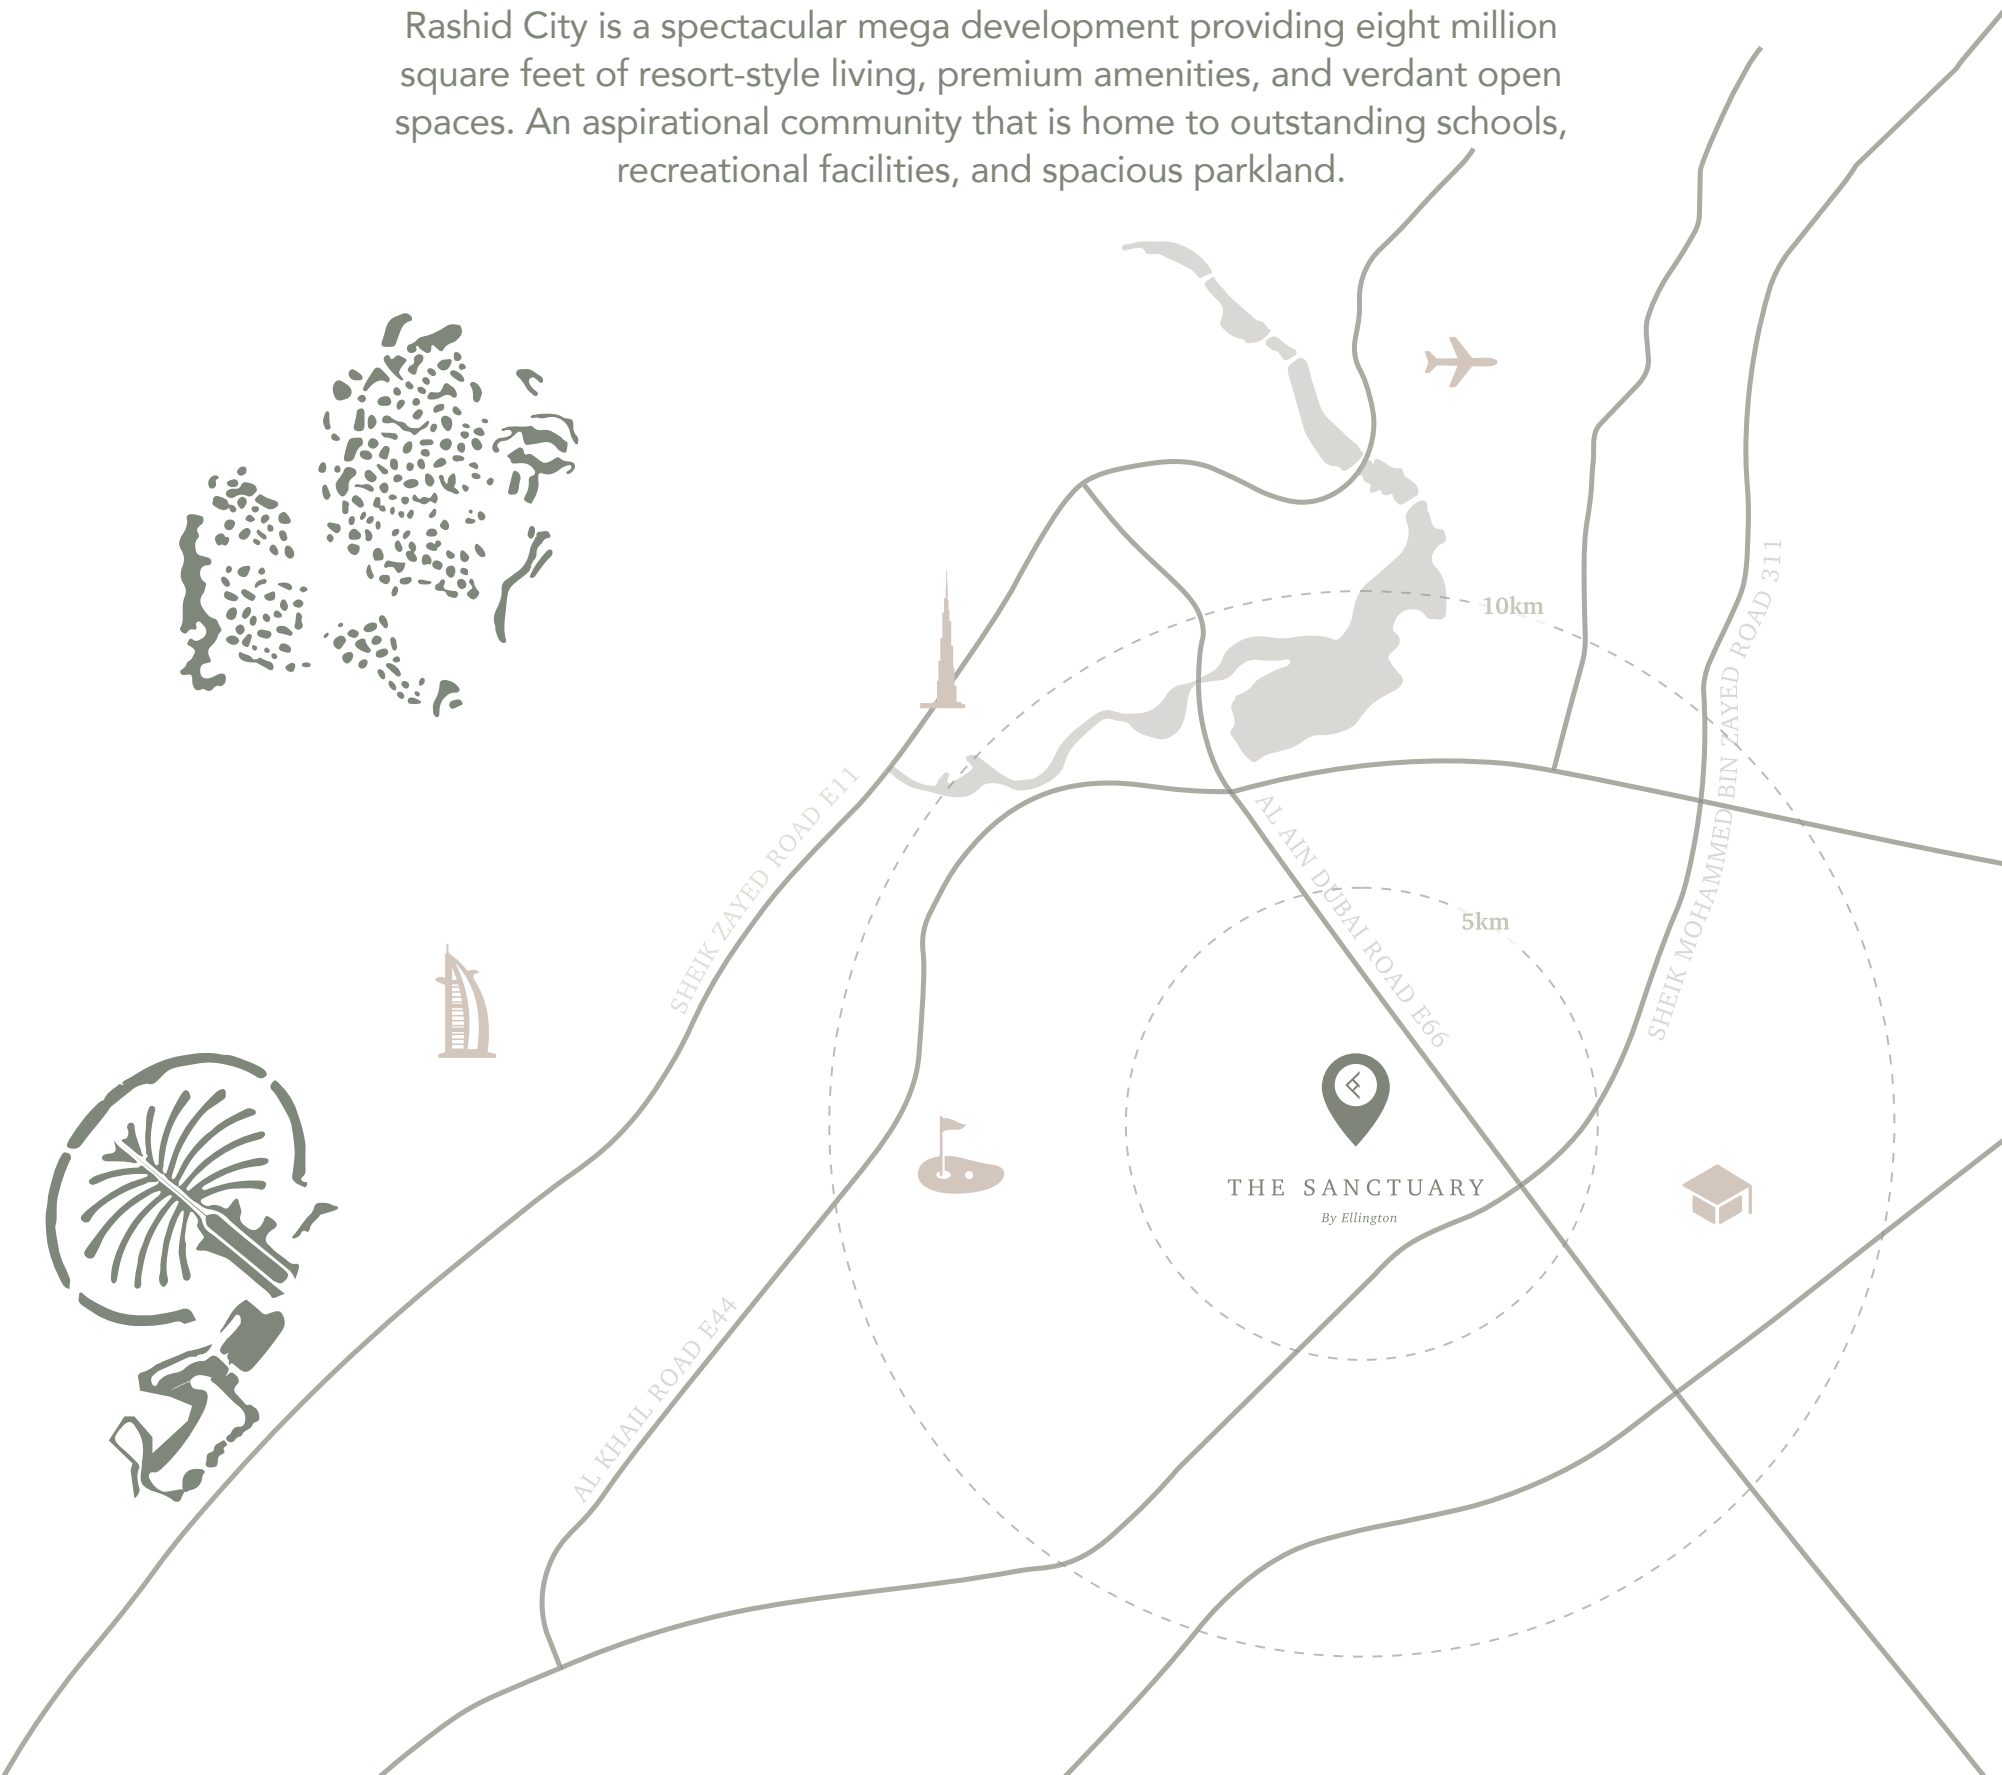 Rashid City is a spectacular mega development providing eight million
square feet of resort-style living, premium amenities, and verdant open
spaces. An aspirational community that is home to outstanding schools,
recreational facilities, and spacious parkland.
10km
SHEIK MOHAMMED BIN ZAYED ROAD 311
SHEIK ZAYED ROAD E11
AL AIN DUBAI ROAD E66
5km
THE SANCTUARY
By Ellington
AL KHAIL ROAD E44